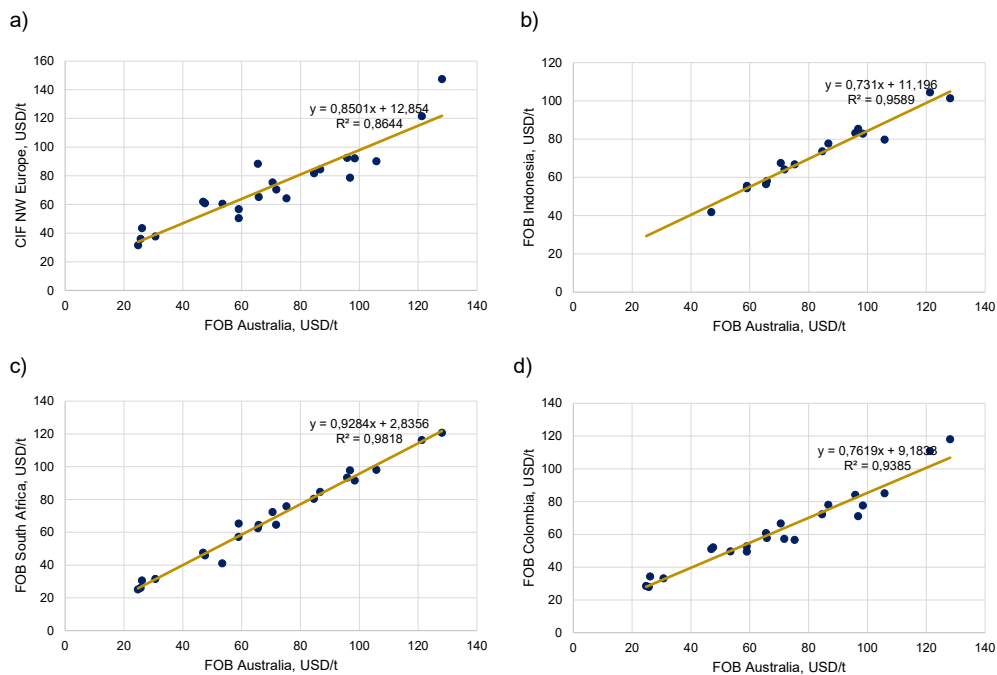 a)
CIF NW Europe, USD/t
160
140
120
100
80
60
40
20
0
y = 0,8501x + 12,854
R² = 0,8644
0 20 40 60 80 100 120 140
FOB Australia, USD/t
b)
FOB Indonesia, USD/t
120
100
80
60
40
20
0
y = 0,731x + 11,196
R² = 0,9589
0 20 40 60 80 100 120 140
FOB Australia, USD/t
c)
FOB South Africa, USD/t
140
120
100
80
60
40
20
0
y = 0,9284x + 2,8356
R² = 0,9818
0 20 40 60 80 100 120 140
FOB Australia, USD/t
d)
FOB Colombia, USD/t
140
120
100
80
60
40
20
0
y = 0,7619x + 9,1838
R² = 0,9385
0 20 40 60 80 100 120 140
FOB Australia, USD/t